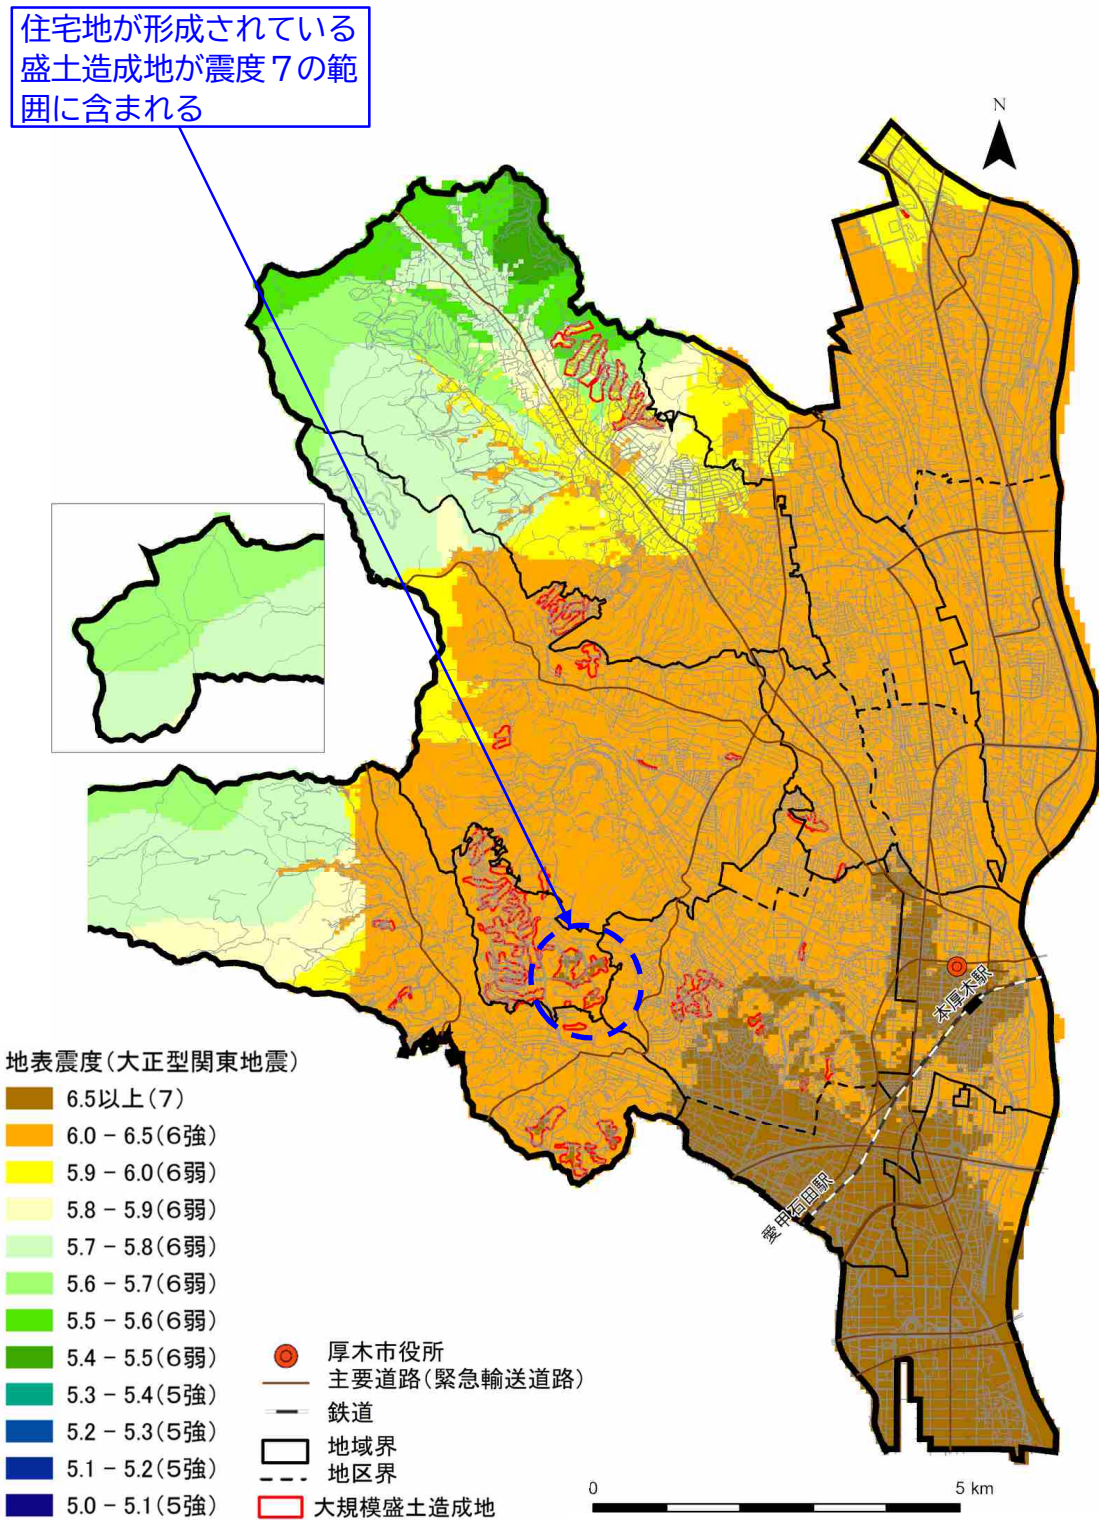 住宅地が形成されている
盛土造成地が震度７の範
囲に含まれる
N
本厚木駅
愛甲石田駅
地表震度(大正型関東地震)
6.5以上(7)
6.0 - 6.5(6強)
5.9 - 6.0(6弱)
5.8 - 5.9(6弱)
5.7 - 5.8(6弱)
5.6 - 5.7(6弱)
5.5 - 5.6(6弱)
5.4 - 5.5(6弱)
5.3 - 5.4(5強)
5.2 - 5.3(5強)
5.1 - 5.2(5強)
5.0 - 5.1(5強)
厚木市役所
主要道路(緊急輸送道路)
鉄道
地域界
地区界
大規模盛土造成地
0 5 km